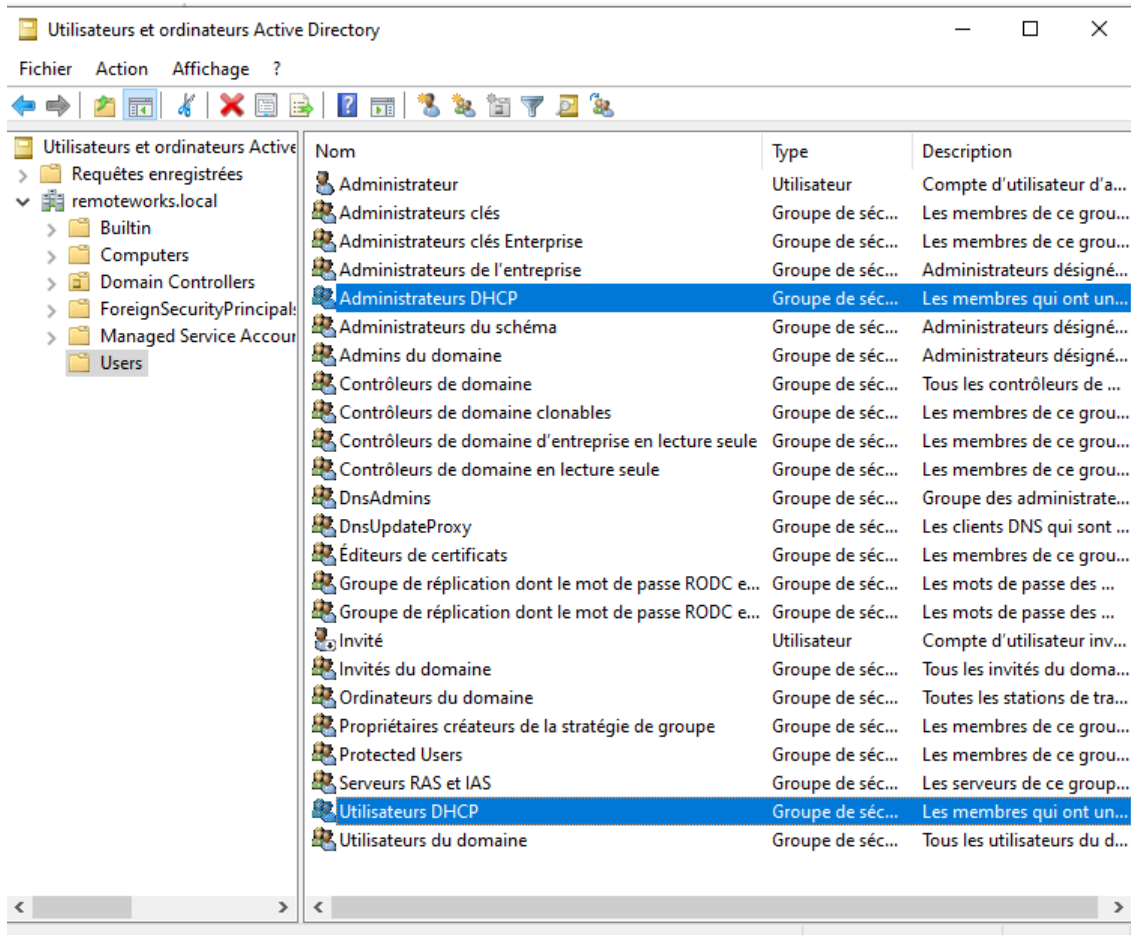 Utilisateurs et ordinateurs Active Directory
Fichier Action Affichage ?
Utilisateurs et ordinateurs Active
Requêtes enregistrées
remoteworks.local
Builtin
Computers
Domain Controllers
ForeignSecurityPrincipals
Managed Service Accour
Users
Nom Type Description
Administrateur Utilisateur Compte d'utilisateur d'a...
Administrateurs clés Groupe de séc... Les membres de ce grou...
Administrateurs clés Enterprise Groupe de séc... Les membres de ce grou...
Administrateurs de l'entreprise Groupe de séc... Administrateurs désigné...
Administrateurs DHCP Groupe de séc... Les membres qui ont un...
Administrateurs du schéma Groupe de séc... Administrateurs désigné...
Admins du domaine Groupe de séc... Administrateurs désigné...
Contrôleurs de domaine Groupe de séc... Tous les contrôleurs de ...
Contrôleurs de domaine clonables Groupe de séc... Les membres de ce grou...
Contrôleurs de domaine d'entreprise en lecture seule Groupe de séc... Les membres de ce grou...
Contrôleurs de domaine en lecture seule Groupe de séc... Les membres de ce grou...
DnsAdmins Groupe de séc... Groupe des administrate...
DnsUpdateProxy Groupe de séc... Les clients DNS qui sont ...
Éditeurs de certificats Groupe de séc... Les membres de ce grou...
Groupe de réplication dont le mot de passe RODC e... Groupe de séc... Les mots de passe des ...
Groupe de réplication dont le mot de passe RODC e... Groupe de séc... Les mots de passe des ...
Invité Utilisateur Compte d'utilisateur inv...
Invités du domaine Groupe de séc... Tous les invités du doma...
Ordinateurs du domaine Groupe de séc... Toutes les stations de tra...
Propriétaires créateurs de la stratégie de groupe Groupe de séc... Les membres de ce grou...
Protected Users Groupe de séc... Les membres de ce grou...
Serveurs RAS et IAS Groupe de séc... Les serveurs de ce group...
Utilisateurs DHCP Groupe de séc... Les membres qui ont un...
Utilisateurs du domaine Groupe de séc... Tous les utilisateurs du d...